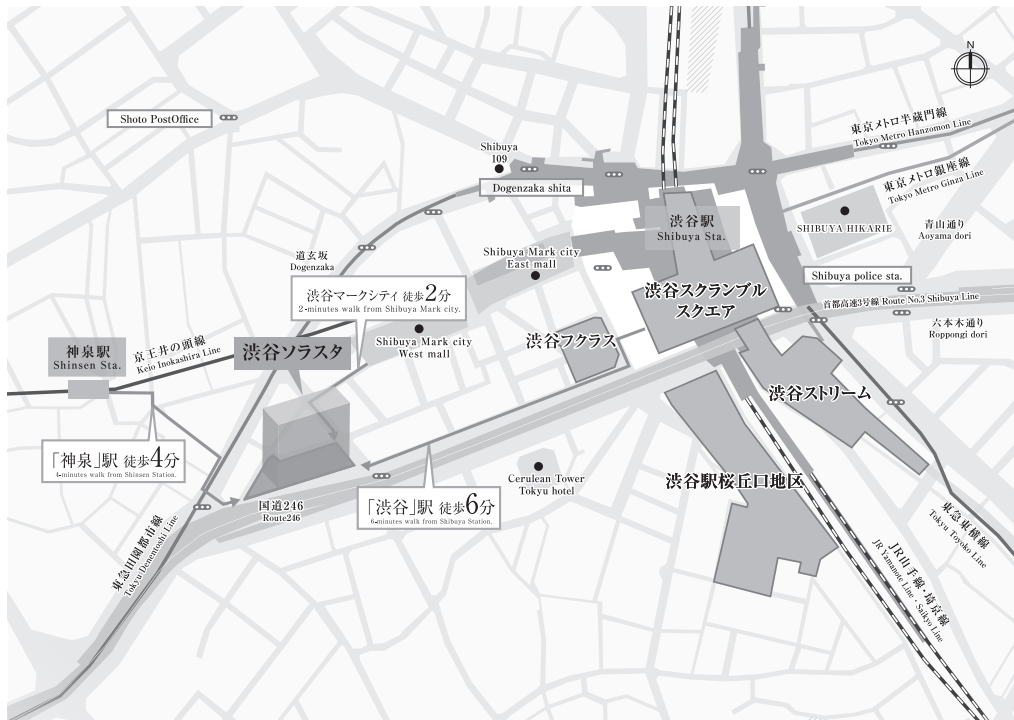 N
Shoto PostOffice
東京メトロ半蔵門線
Tokyo Metro Hanzomon Line
Shibuya
109
東京メトロ銀座線
Tokyo Metro Ginza Line
Dogenzaka shita
渋谷駅
Shibuya Sta.
SHIBUYA HIKARIE
青山通り
Aoyama dori
道玄坂
Dogenzaka
Shibuya Mark city
East mall
Shibuya police sta.
渋谷マークシティ 徒歩2分
2-minutes walk from Shibuya Mark city.
渋谷スクランブル
スクエア
首都高速3号線 Route No.3 Shibuya Line
六本木通り
Roppongi dori
神泉駅
Shinsen Sta.
京王井の頭線
Keio Inokashira Line
渋谷ソラスタ
Shibuya Mark city
West mall
渋谷フクラス
渋谷ストリーム
「神泉」駅 徒歩4分
4-minutes walk from Shinsen Station.
Cerulean Tower
Tokyu hotel
渋谷駅桜丘口地区
国道246
Route246
「渋谷」駅 徒歩6分
6-minutes walk from Shibuya Station.
東急田園都市線
Tokyu Denentoshi Line
東急東横線
Tokyu Toyoko Line
JR山手線・埼京線
JR Yamanote Line・Saikyo Line